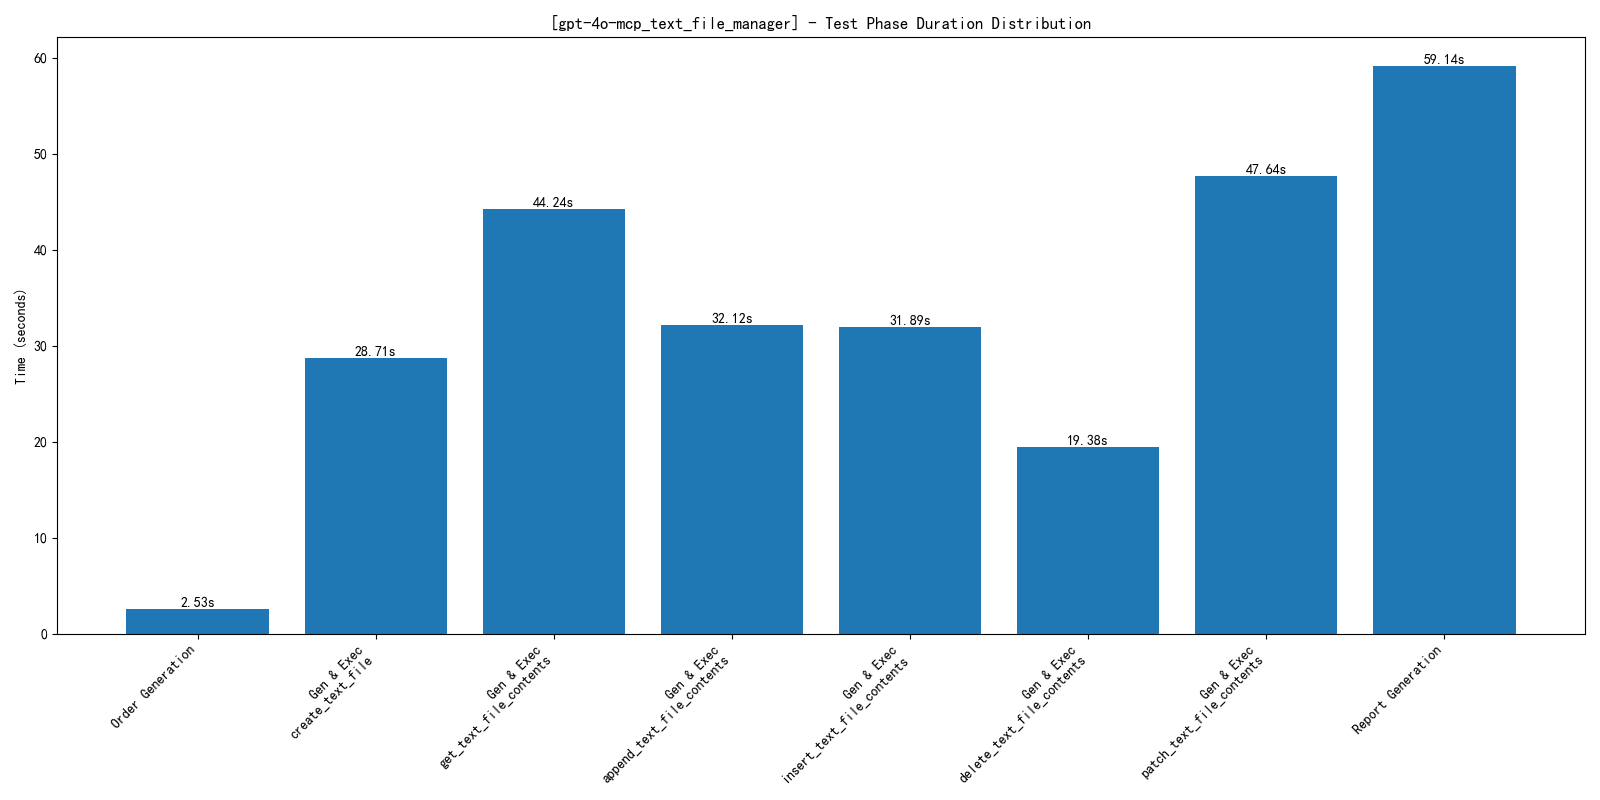 [gpt-4o-mcp_text_file_manager] - Test Phase Duration Distribution
Time (seconds)
60
50
40
30
20
10
0
2.53s
28.71s
44.24s
32.12s
31.89s
19.38s
47.64s
59.14s
Order Generation
Gen & Exec
create_text_file
Gen & Exec
get_text_file_contents
Gen & Exec
append_text_file_contents
Gen & Exec
insert_text_file_contents
Gen & Exec
delete_text_file_contents
Gen & Exec
patch_text_file_contents
Report Generation